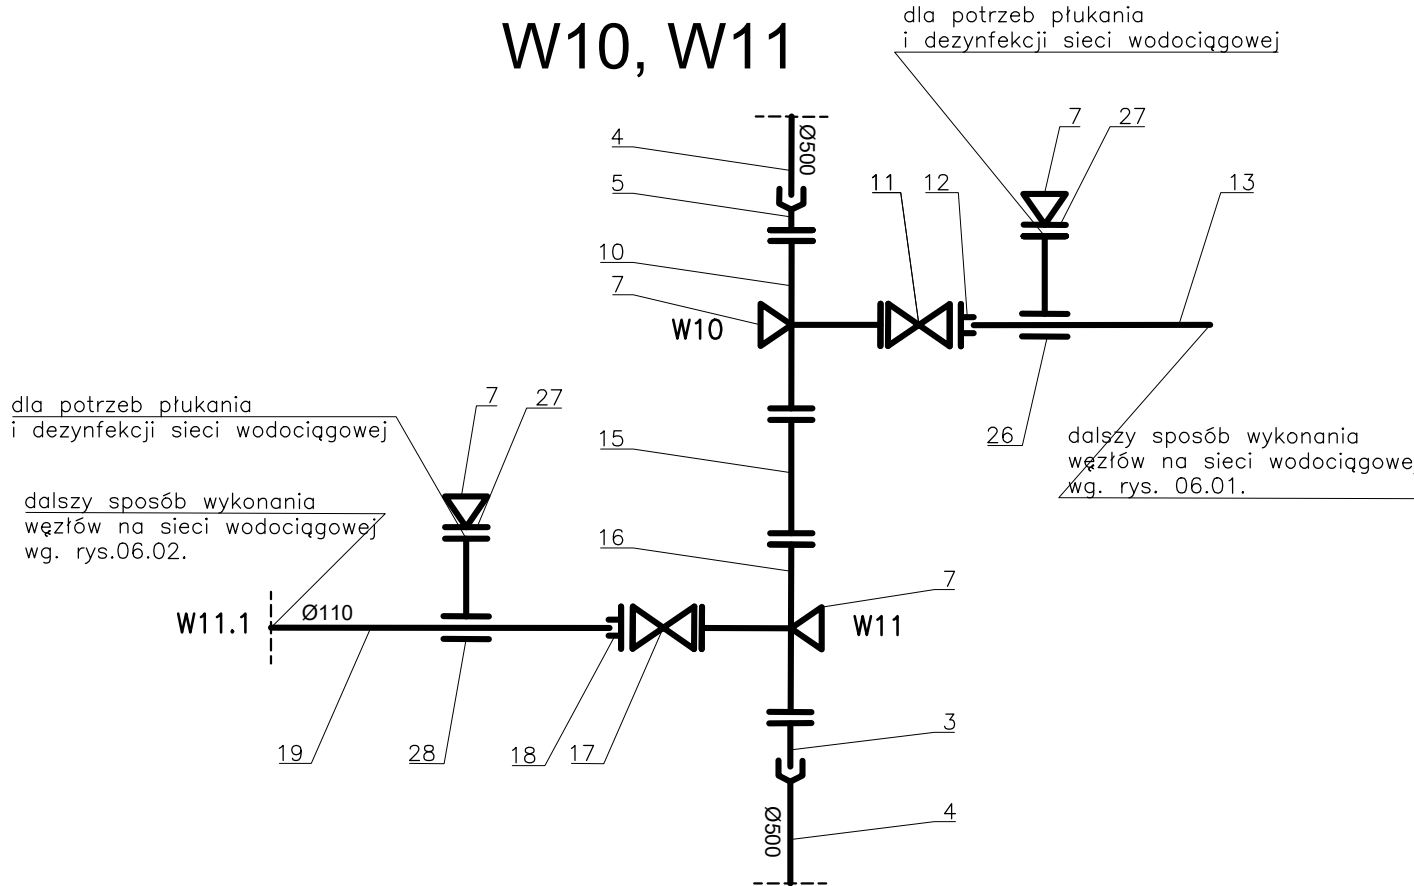 W10, W11
dla potrzeb płukania
i dezynfekcji sieci wodociągowej
7
27
4
Ø500
5
11
12
13
10
7
W10
dla potrzeb płukania
i dezynfekcji sieci wodociągowej
7
27
15
26
dalszy sposób wykonania
węzłów na sieci wodociągowej
wg. rys. 06.01.
dalszy sposób wykonania
węzłów na sieci wodociągowej
wg. rys.06.02.
16
7
W11.1
Ø110
W11
19
28
18
17
3
Ø500
4